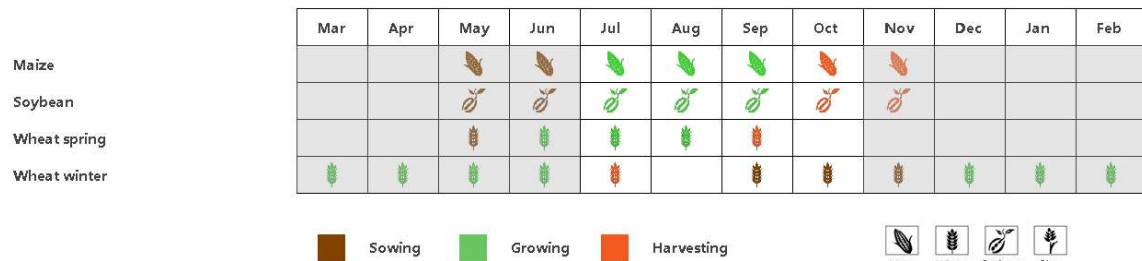 Mar Apr May Jun Jul Aug Sep Oct Nov Dec Jan Feb
Maize
Soybean
Wheat spring
Wheat winter
Sowing Growing Harvesting